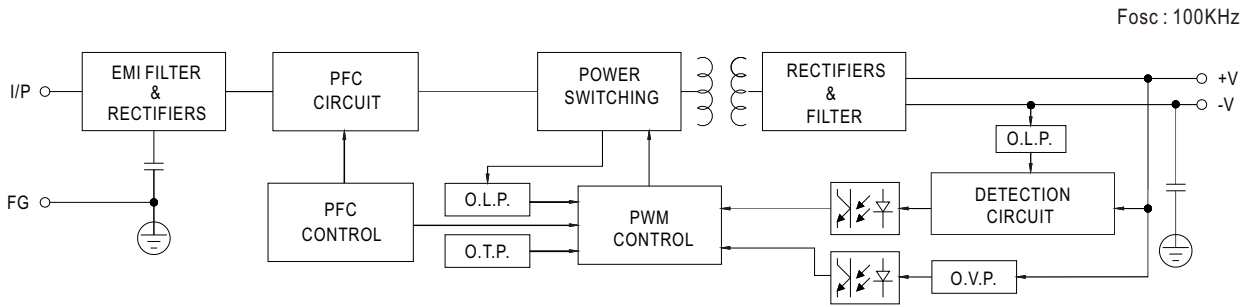 Fosc : 100KHz
I/P
EMI FILTER
&
RECTIFIERS
PFC
CIRCUIT
POWER
SWITCHING
RECTIFIERS
&
FILTER
+V
-V
O.L.P.
FG
PFC
CONTROL
O.L.P.
O.T.P.
PWM
CONTROL
DETECTION
CIRCUIT
O.V.P.